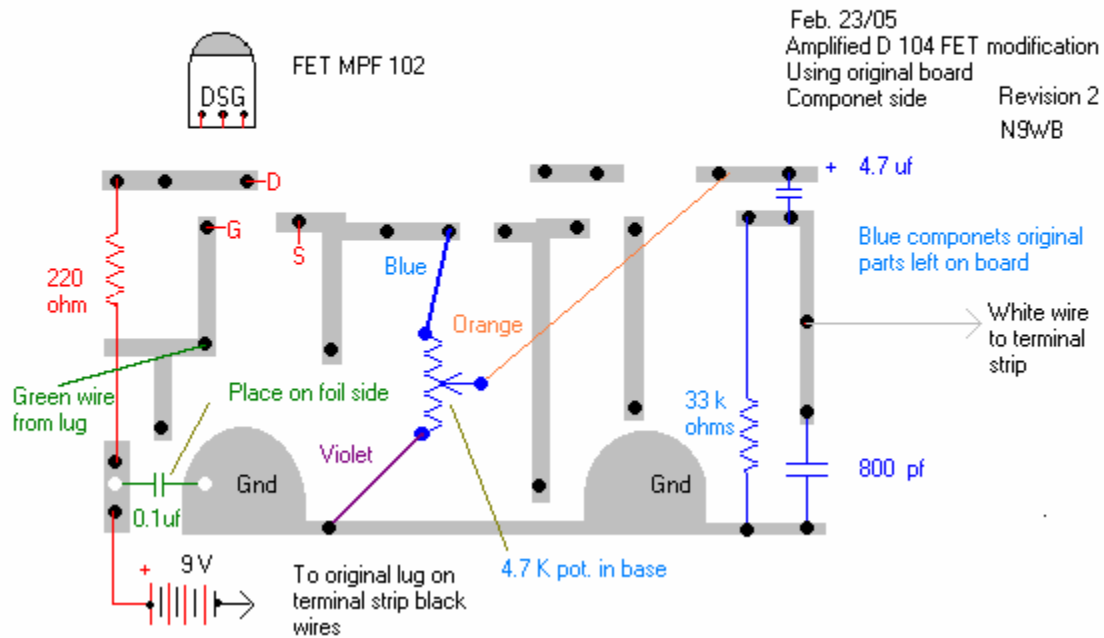 Feb. 23/05
Amplified D 104 FET modification
Using original board
Componet side
Revision 2
N9WB
FET MPF 102
DSG
D
G
S
+ 4.7 uf
Blue componets original
parts left on board
220
ohm
Blue
Orange
White wire
to terminal
strip
Green wire
from lug
Place on foil side
33 k
ohms
Violet
Gnd
Gnd
800 pf
0.1uf
4.7 K pot. in base
+
9 V
To original lug on
terminal strip black
wires